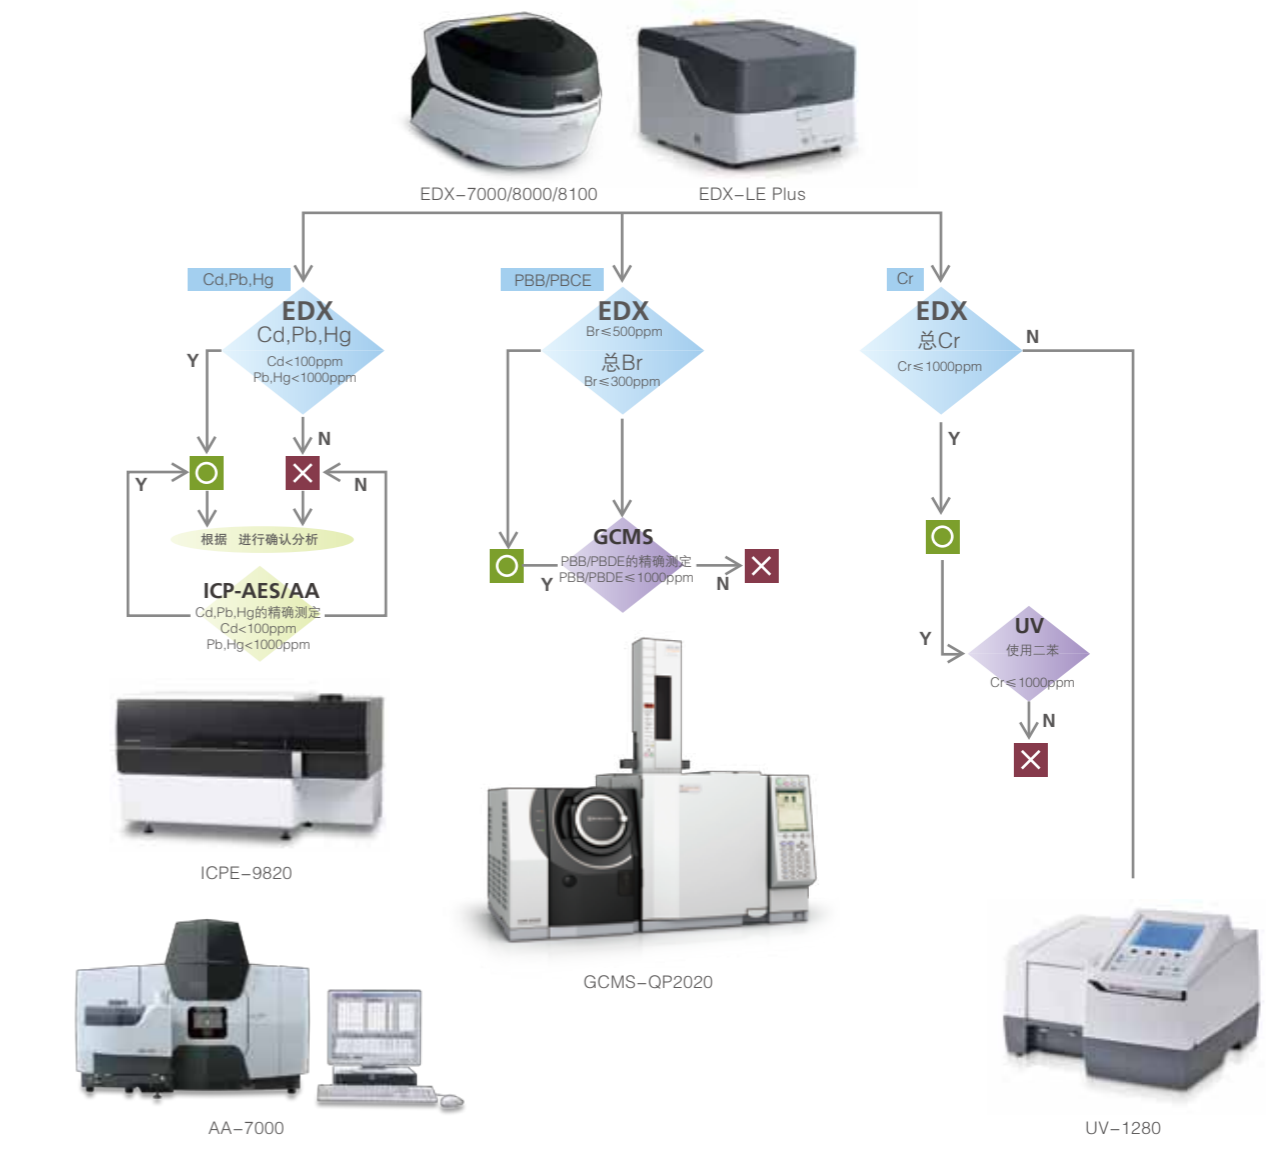 EDX-7000/8000/8100
EDX-LE Plus
Cd,Pb,Hg
EDX
Cd,Pb,Hg
Cd<100ppm
Pb,Hg<1000ppm
Y
N
Y
N
根据 进行确认分析
ICP-AES/AA
Cd,Pb,Hg的精确测定
Cd<100ppm
Pb,Hg<1000ppm
ICPE-9820
AA-7000
PBB/PBCE
EDX
Br≤500ppm
总Br
Br≤300ppm
GCMS
PBB/PBDE的精确测定
PBB/PBDE≤1000ppm
Y
N
GCMS-QP2020
Cr
EDX
总Cr
Cr≤1000ppm
N
Y
Y
UV
使用二苯
Cr≤1000ppm
N
UV-1280